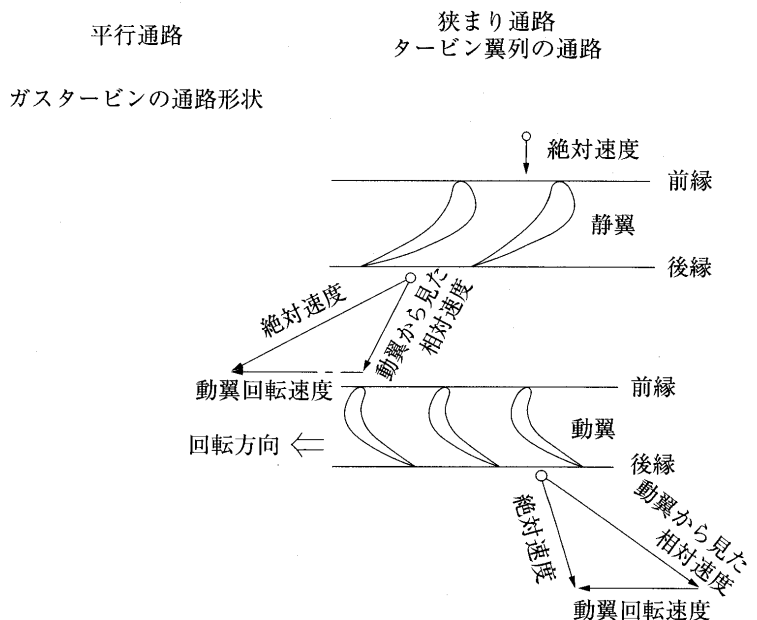 平行通路
狭まり通路
タービン翼列の通路
ガスタービンの通路形状
絶対速度
前縁
静翼
後縁
絶対速度
動翼から見た
相対速度
動翼回転速度
前縁
動翼
回転方向
後縁
絶対速度
動翼から見た
相対速度
動翼回転速度